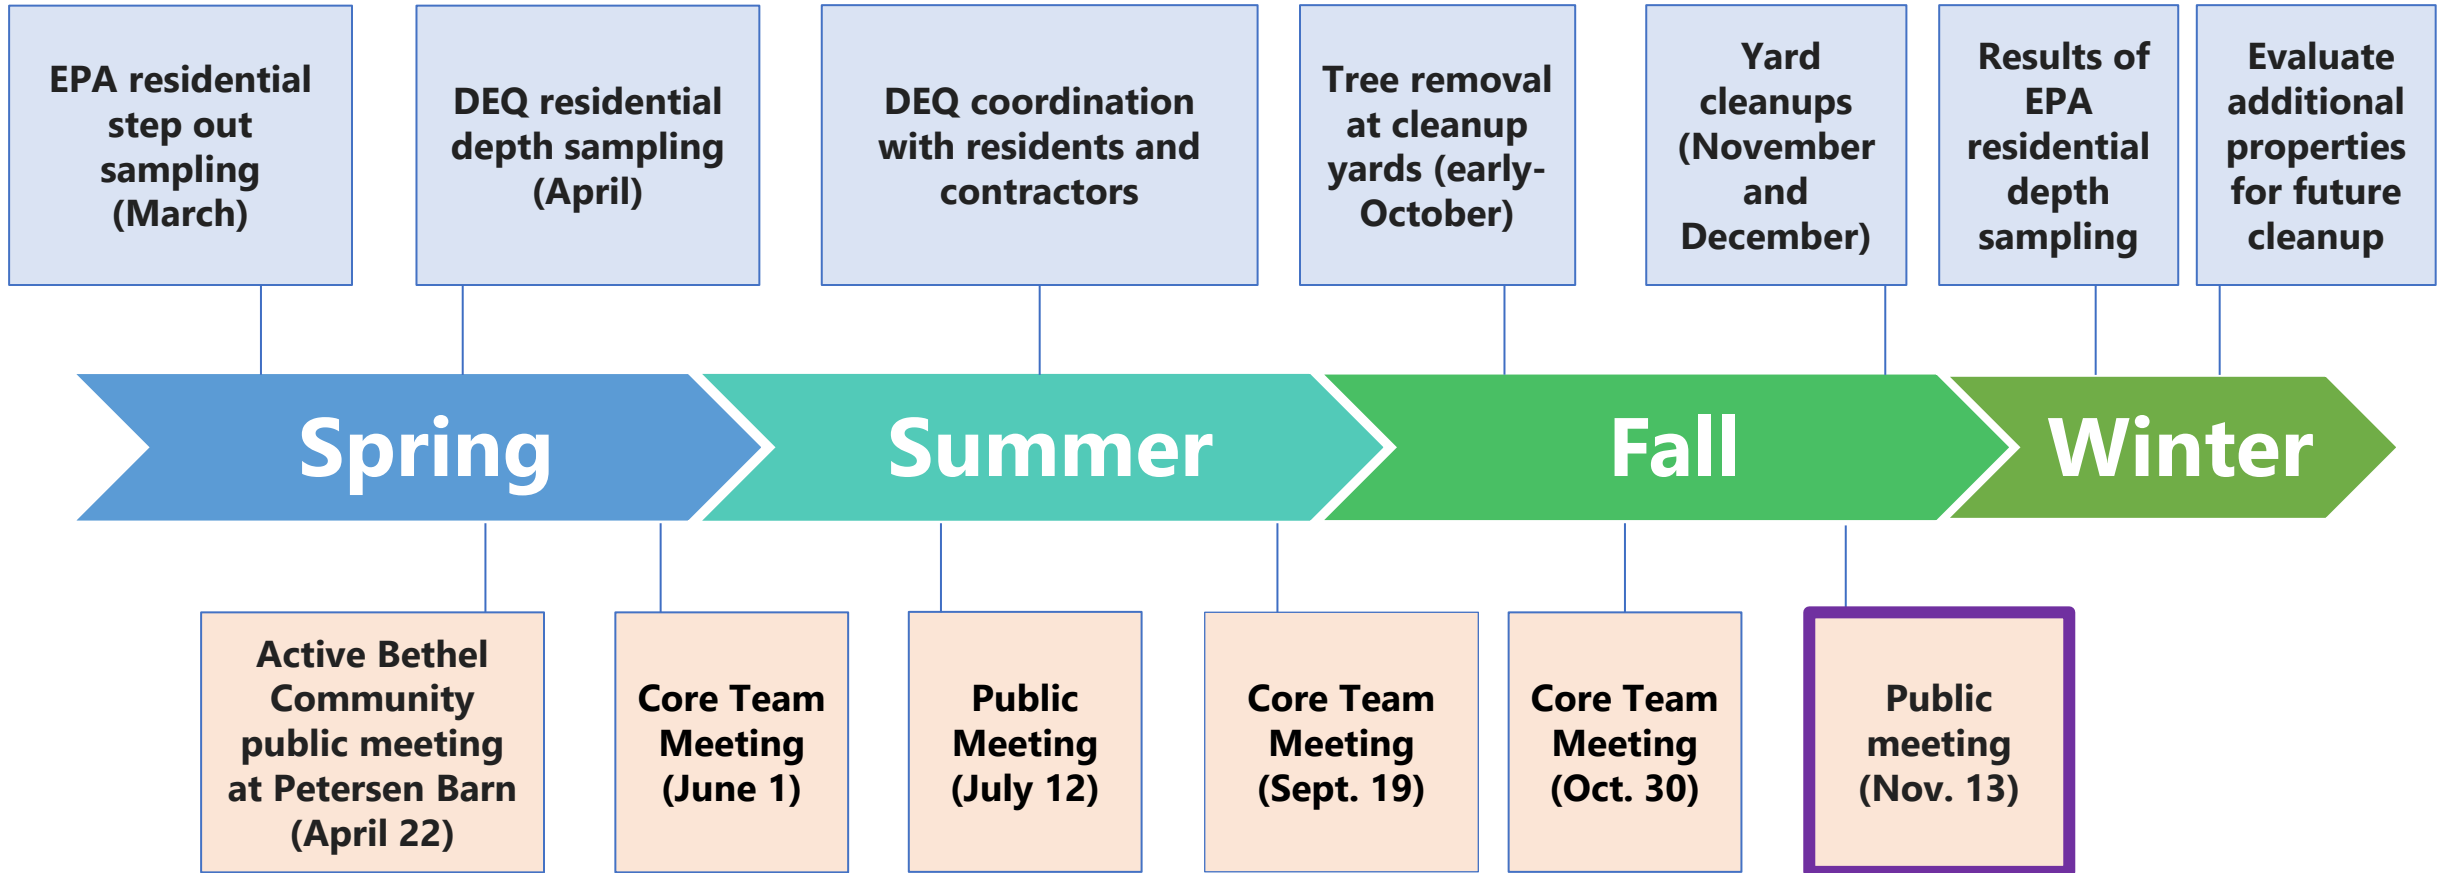 EPA residential
step out
sampling
(March)
DEQ residential
depth sampling
(April)
DEQ coordination
with residents and
contractors
Tree removal
at cleanup
yards (early-
October)
Yard
cleanups
(November
and
December)
Results of
EPA
residential
depth
sampling
Evaluate
additional
properties
for future
cleanup
Spring
Summer
Fall
Winter
Active Bethel
Community
public meeting
at Petersen Barn
(April 22)
Core Team
Meeting
(June 1)
Public
Meeting
(July 12)
Core Team
Meeting
(Sept. 19)
Core Team
Meeting
(Oct. 30)
Public
meeting
(Nov. 13)